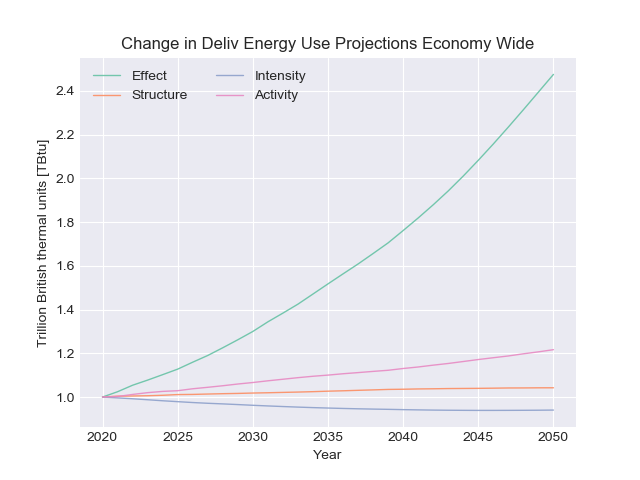 Change in Deliv Energy Use Projections Economy Wide
Effect
Structure
Intensity
Activity
Trillion British thermal units [TBtu]
2.4
2.2
2.0
1.8
1.6
1.4
1.2
1.0
2020 2025 2030 2035 2040 2045 2050
Year